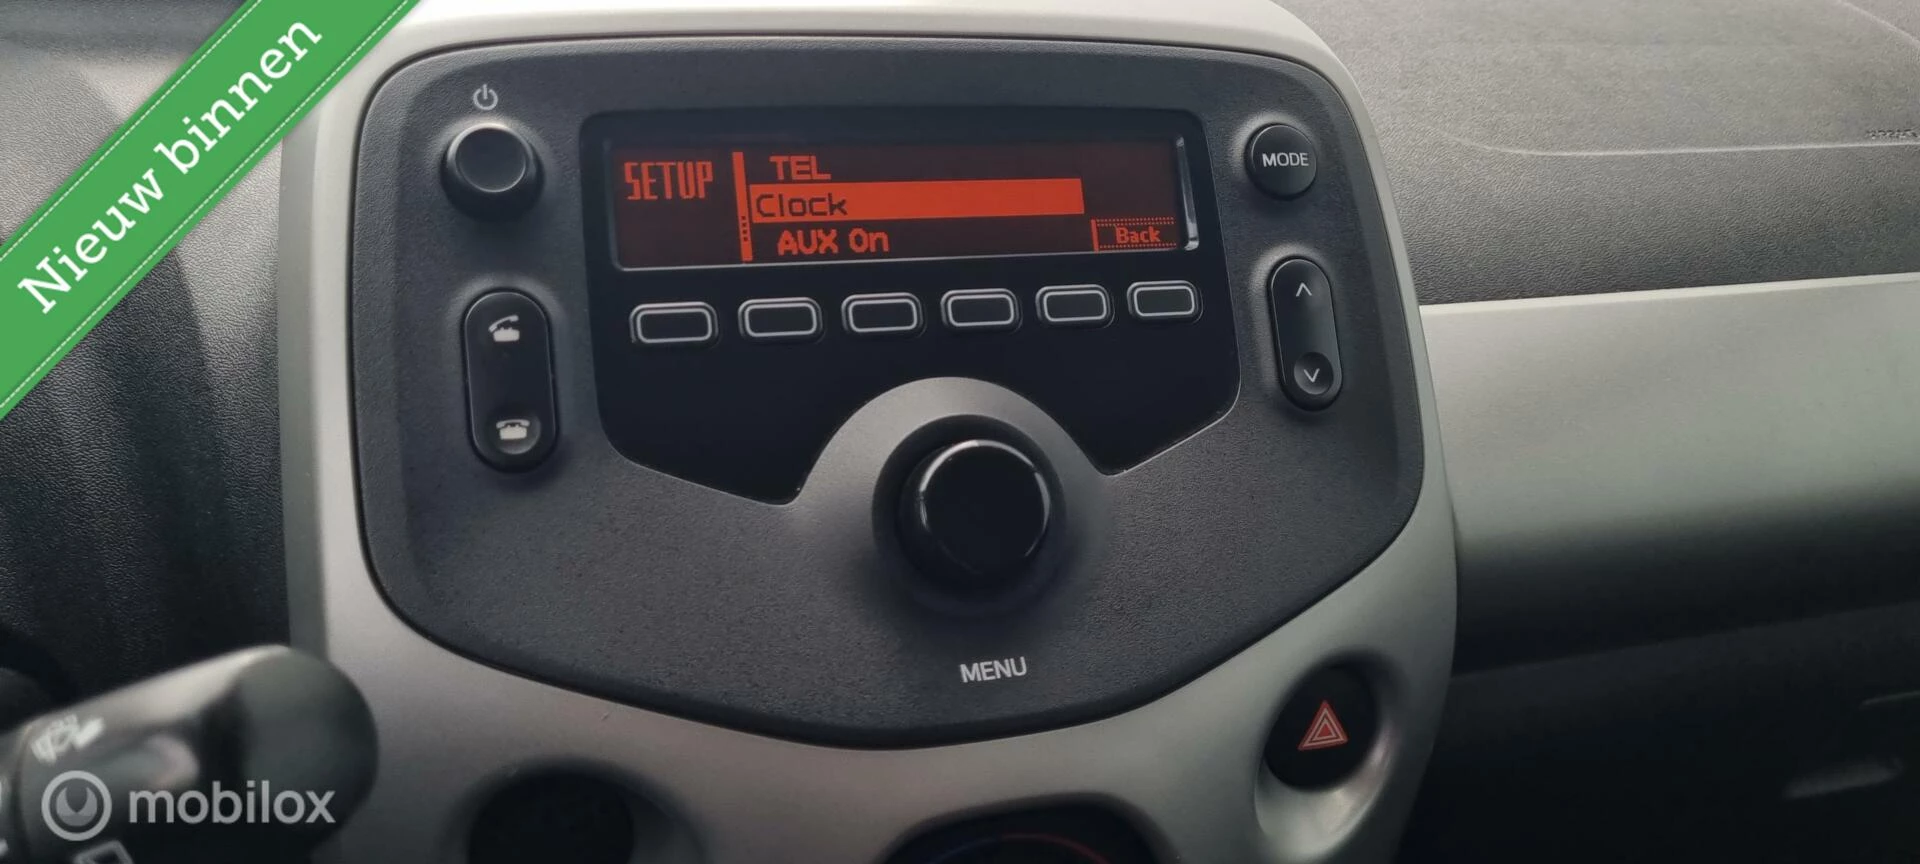 Nieuw binnen
SETUP
TEL
Clock
AUX On
Back
MODE
MENU
mobilox